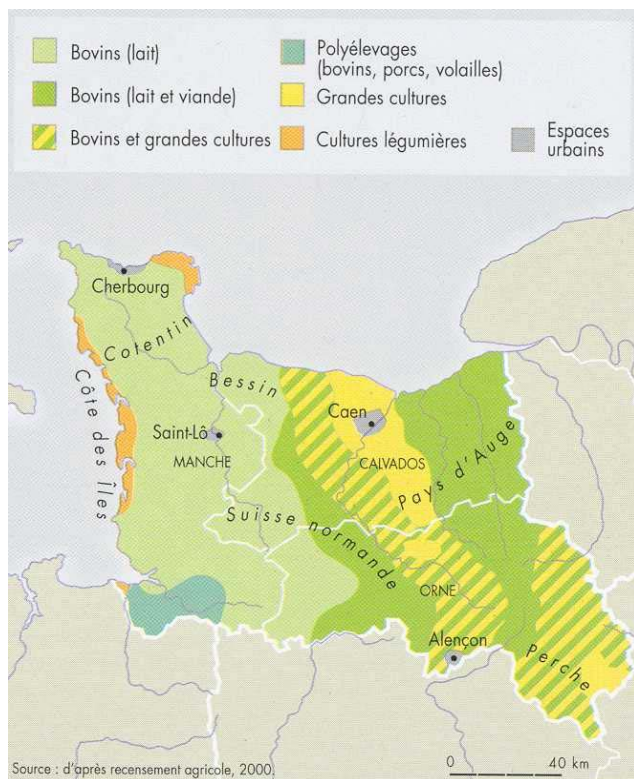 Bovins (lait)
Bovins (lait et viande)
Bovins et grandes cultures
Polyélevages
(bovins, porcs, volailles)
Grandes cultures
Cultures légumières
Espaces
urbains
Cherbourg
Cotentin
Côte des Îles
Bessin
Saint-Lô
MANCHE
Caen
CALVADOS
Pays d'Auge
Suisse normande
ORNE
Alençon
Perche
Source : d'après recensement agricole, 2000.
0 40 km